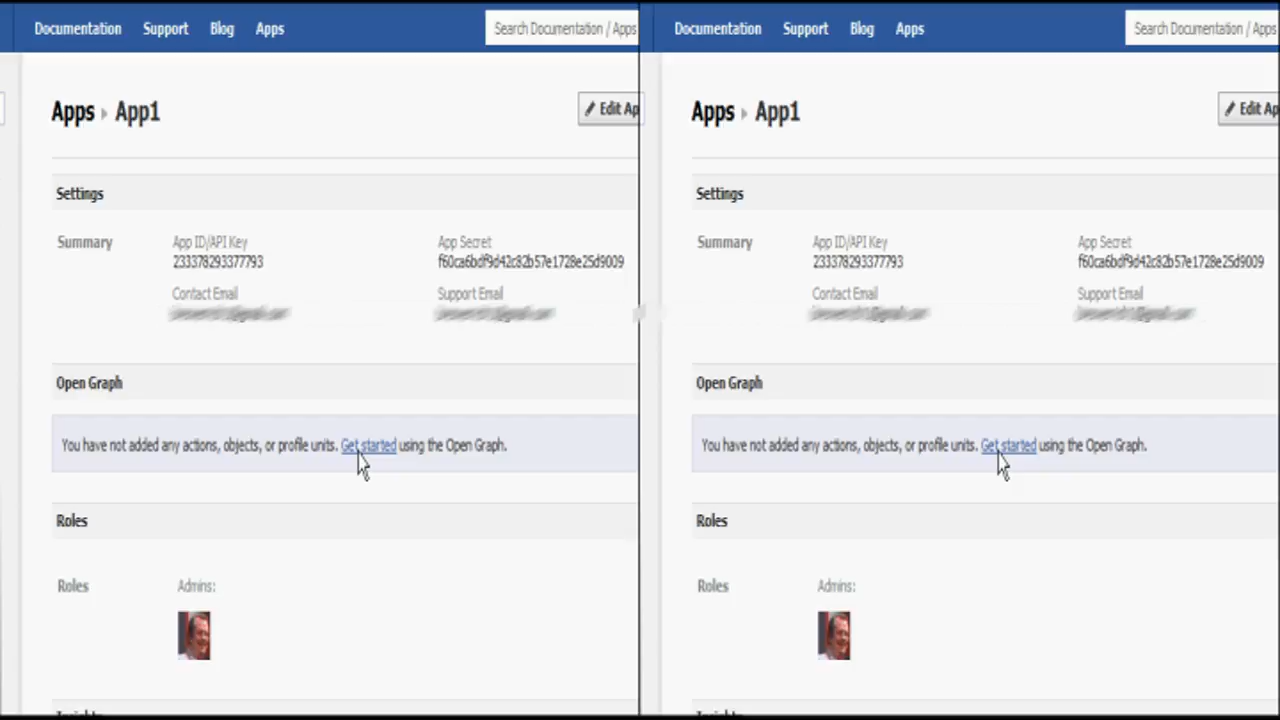 Documentation Support Blog Apps Search Documentation / Apps
Apps App1 Edit Ap
Settings
Summary App ID/API Key App Secret
233378293377793 f60ca6bdf9d42c82b57e1728e25d9009
Contact Email Support Email
Open Graph
You have not added any actions, objects, or profile units. Get started using the Open Graph.
Roles
Roles Admins:
Documentation Support Blog Apps Search Documentation / Apps
Apps App1 Edit Ap
Settings
Summary App ID/API Key App Secret
233378293377793 f60ca6bdf9d42c82b57e1728e25d9009
Contact Email Support Email
Open Graph
You have not added any actions, objects, or profile units. Get started using the Open Graph.
Roles
Roles Admins: